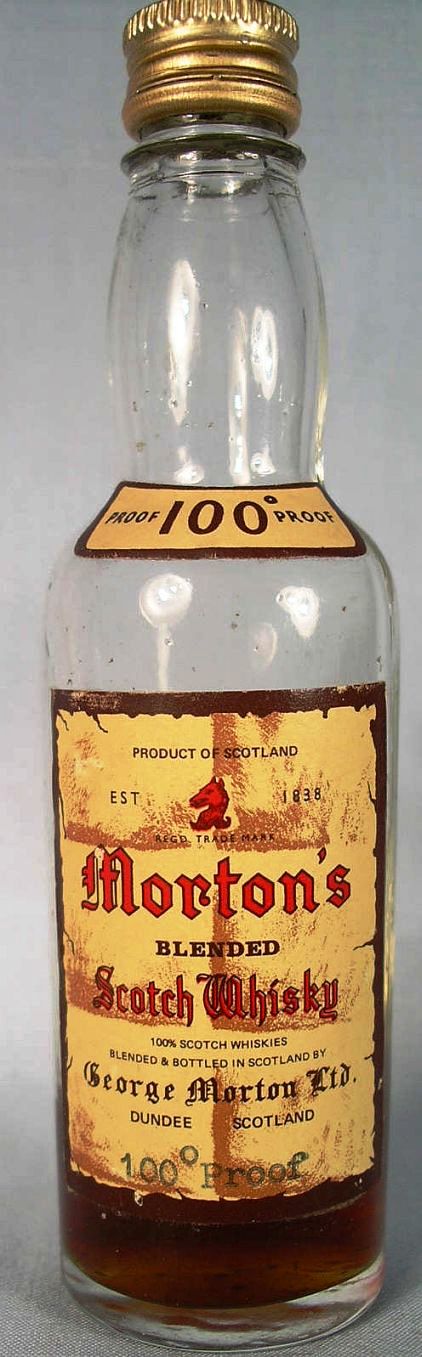 PROOF 100° PROOF
PRODUCT OF SCOTLAND
EST 1838
REGD. TRADE MARK
Morton's
BLENDED
Scotch Whisky
100% SCOTCH WHISKIES
BLENDED & BOTTLED IN SCOTLAND BY
George Morton Ltd.
DUNDEE SCOTLAND
100° Proof